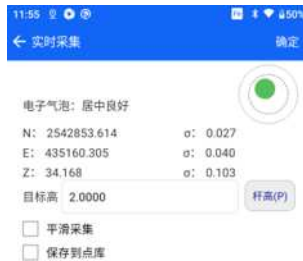 11:55 50%
← 实时采集 确定
电子气泡：居中良好
N: 2542853.614 σ: 0.027
E: 435160.305 σ: 0.040
Z: 34.168 σ: 0.103
目标高 2.0000 杆高(P)
平滑采集
保存到点库